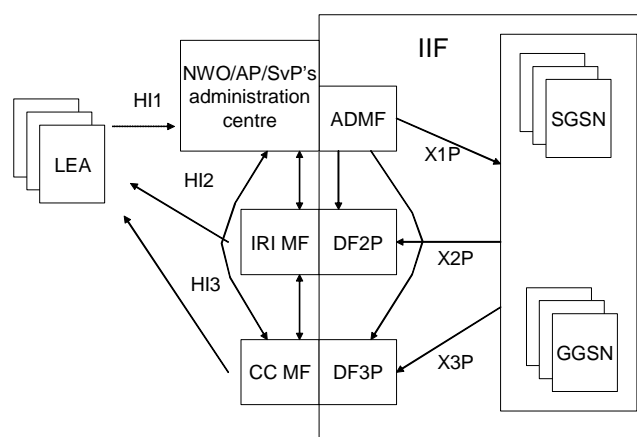 IIF
NWO/AP/SvP's
administration
centre
HI1
ADMF
SGSN
LEA
X1P
HI2
IRI MF
DF2P
X2P
HI3
GGSN
CC MF
DF3P
X3P